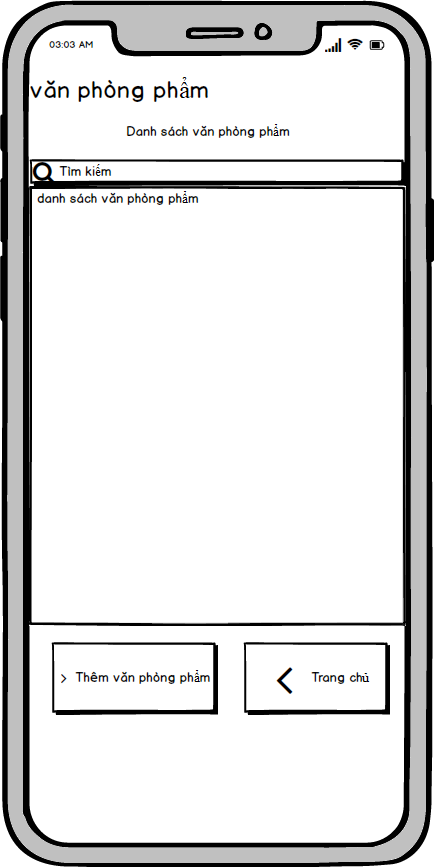 03:03 AM
văn phòng phẩm
Danh sách văn phòng phẩm
Tìm kiếm
danh sách văn phòng phẩm
Thêm văn phòng phẩm
Trang chủ